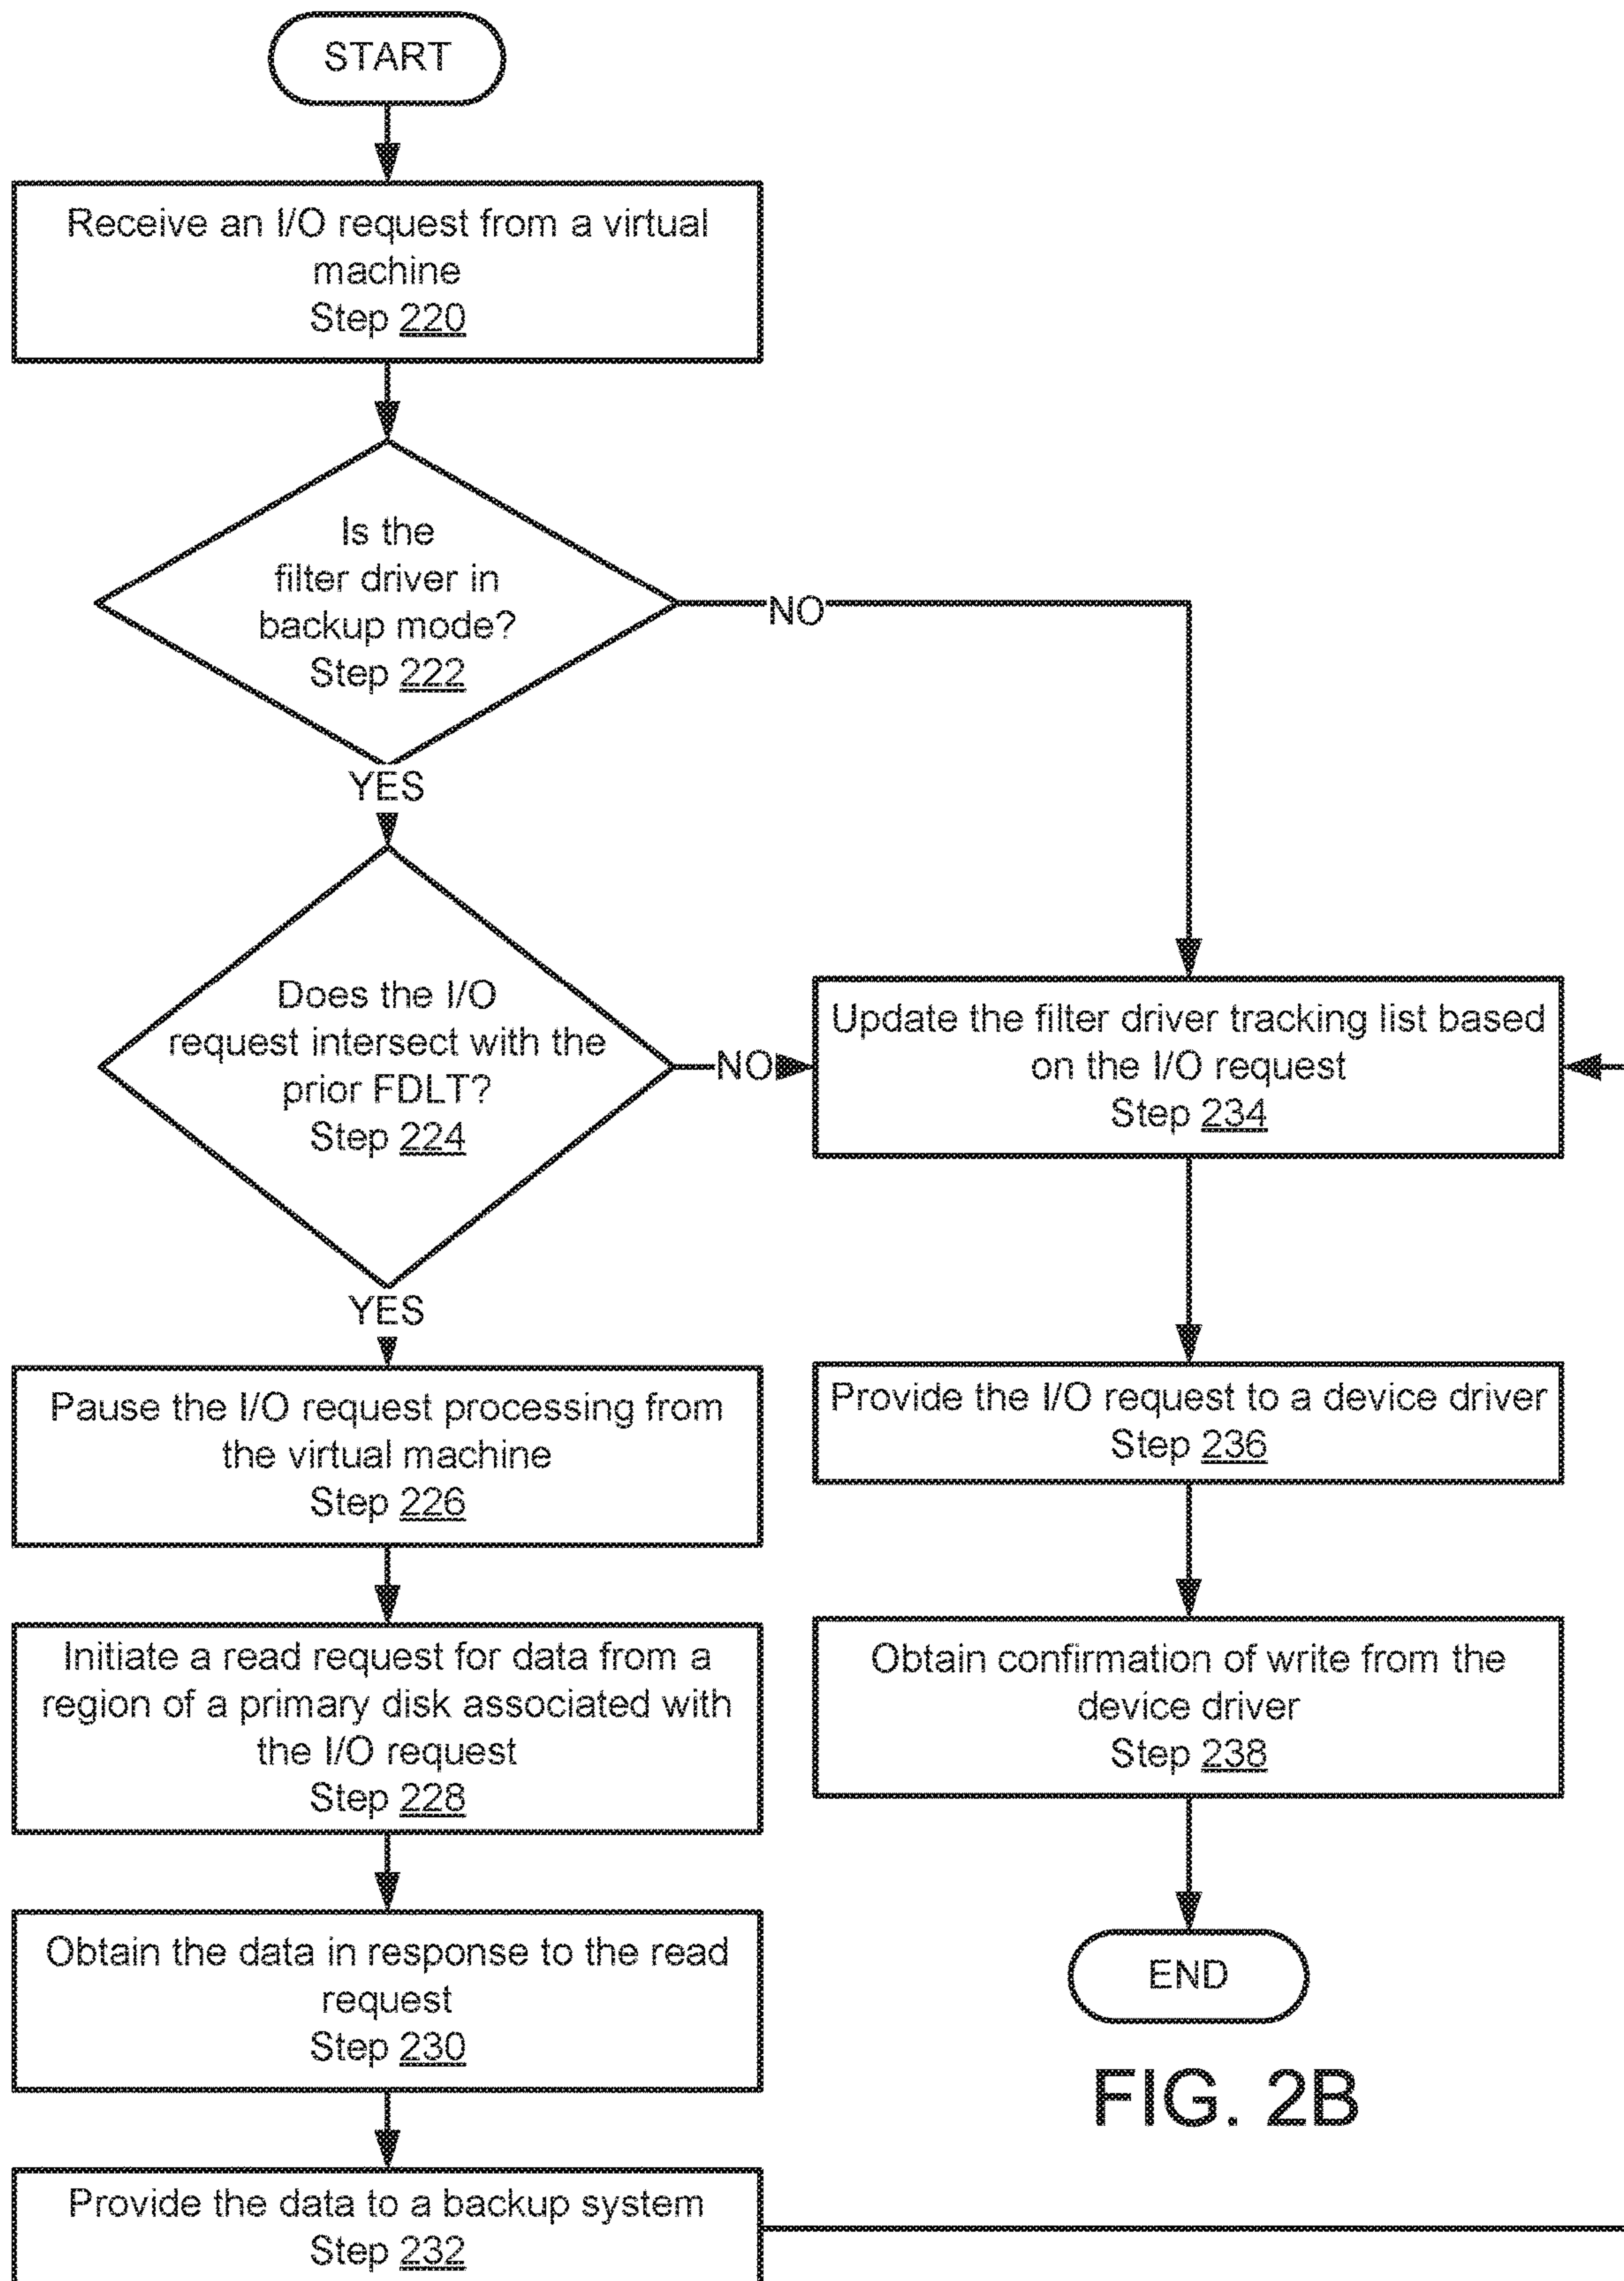 START
Receive an I/O request from a virtual
machine
Step 220
Is the
filter driver in
backup mode?
Step 222
NO
YES
Does the I/O
request intersect with the
prior FDLT?
Step 224
NO
YES
Pause the I/O request processing from
the virtual machine
Step 226
Initiate a read request for data from a
region of a primary disk associated with
the I/O request
Step 228
Obtain the data in response to the read
request
Step 230
Provide the data to a backup system
Step 232
Update the filter driver tracking list based
on the I/O request
Step 234
Provide the I/O request to a device driver
Step 236
Obtain confirmation of write from the
device driver
Step 238
END
FIG. 2B